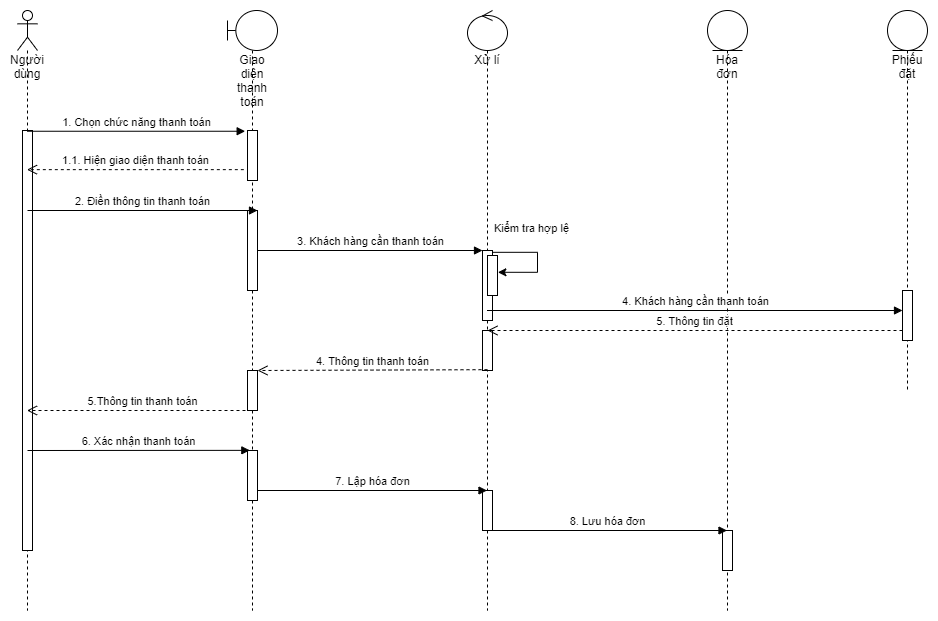 Người
dùng
Giao
diện
thanh
toán
Xử lí
Hóa
đơn
Phiếu
đặt
1. Chọn chức năng thanh toán
1.1. Hiện giao diện thanh toán
2. Điền thông tin thanh toán
Kiểm tra hợp lệ
3. Khách hàng cần thanh toán
4. Khách hàng cần thanh toán
5. Thông tin đặt
4. Thông tin thanh toán
5.Thông tin thanh toán
6. Xác nhận thanh toán
7. Lập hóa đơn
8. Lưu hóa đơn